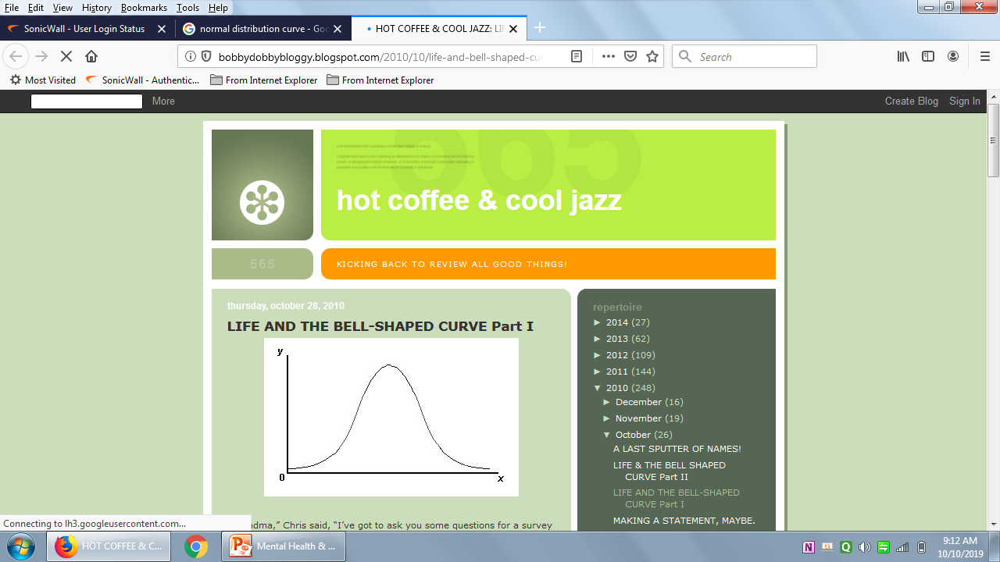 File Edit View History Bookmarks Tools Help
SonicWall - User Login Status
normal distribution curve - Goo
HOT COFFEE & COOL JAZZ: LI
bobbydobbybloggy.blogspot.com/2010/10/life-and-bell-shaped-cu
Search
Most Visited SonicWall - Authentic... From Internet Explorer From Internet Explorer
More Create Blog Sign In
565
hot coffee & cool jazz
565
KICKING BACK TO REVIEW ALL GOOD THINGS!
thursday, october 28, 2010
LIFE AND THE BELL-SHAPED CURVE Part I
y
0
x
ndma,” Chris said, “I’ve got to ask you some questions for a survey
repertoire
► 2014 (27)
► 2013 (62)
► 2012 (109)
► 2011 (144)
▼ 2010 (248)
► December (16)
► November (19)
▼ October (26)
A LAST SPUTTER OF NAMES!
LIFE & THE BELL SHAPED
CURVE Part II
LIFE AND THE BELL-SHAPED
CURVE Part I
MAKING A STATEMENT, MAYBE.
Connecting to lh3.googleusercontent.com...
HOT COFFEE & C...
Mental Health & ...
9:12 AM
10/10/2019